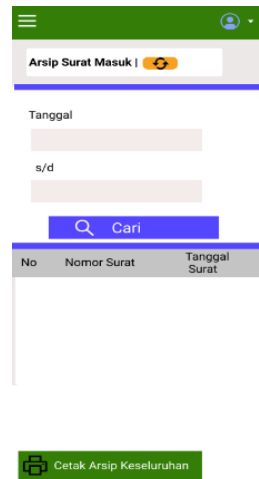 Arsip Surat Masuk |
Tanggal
s/d
Cari
No Nomor Surat Tanggal Surat
Cetak Arsip Keseluruhan